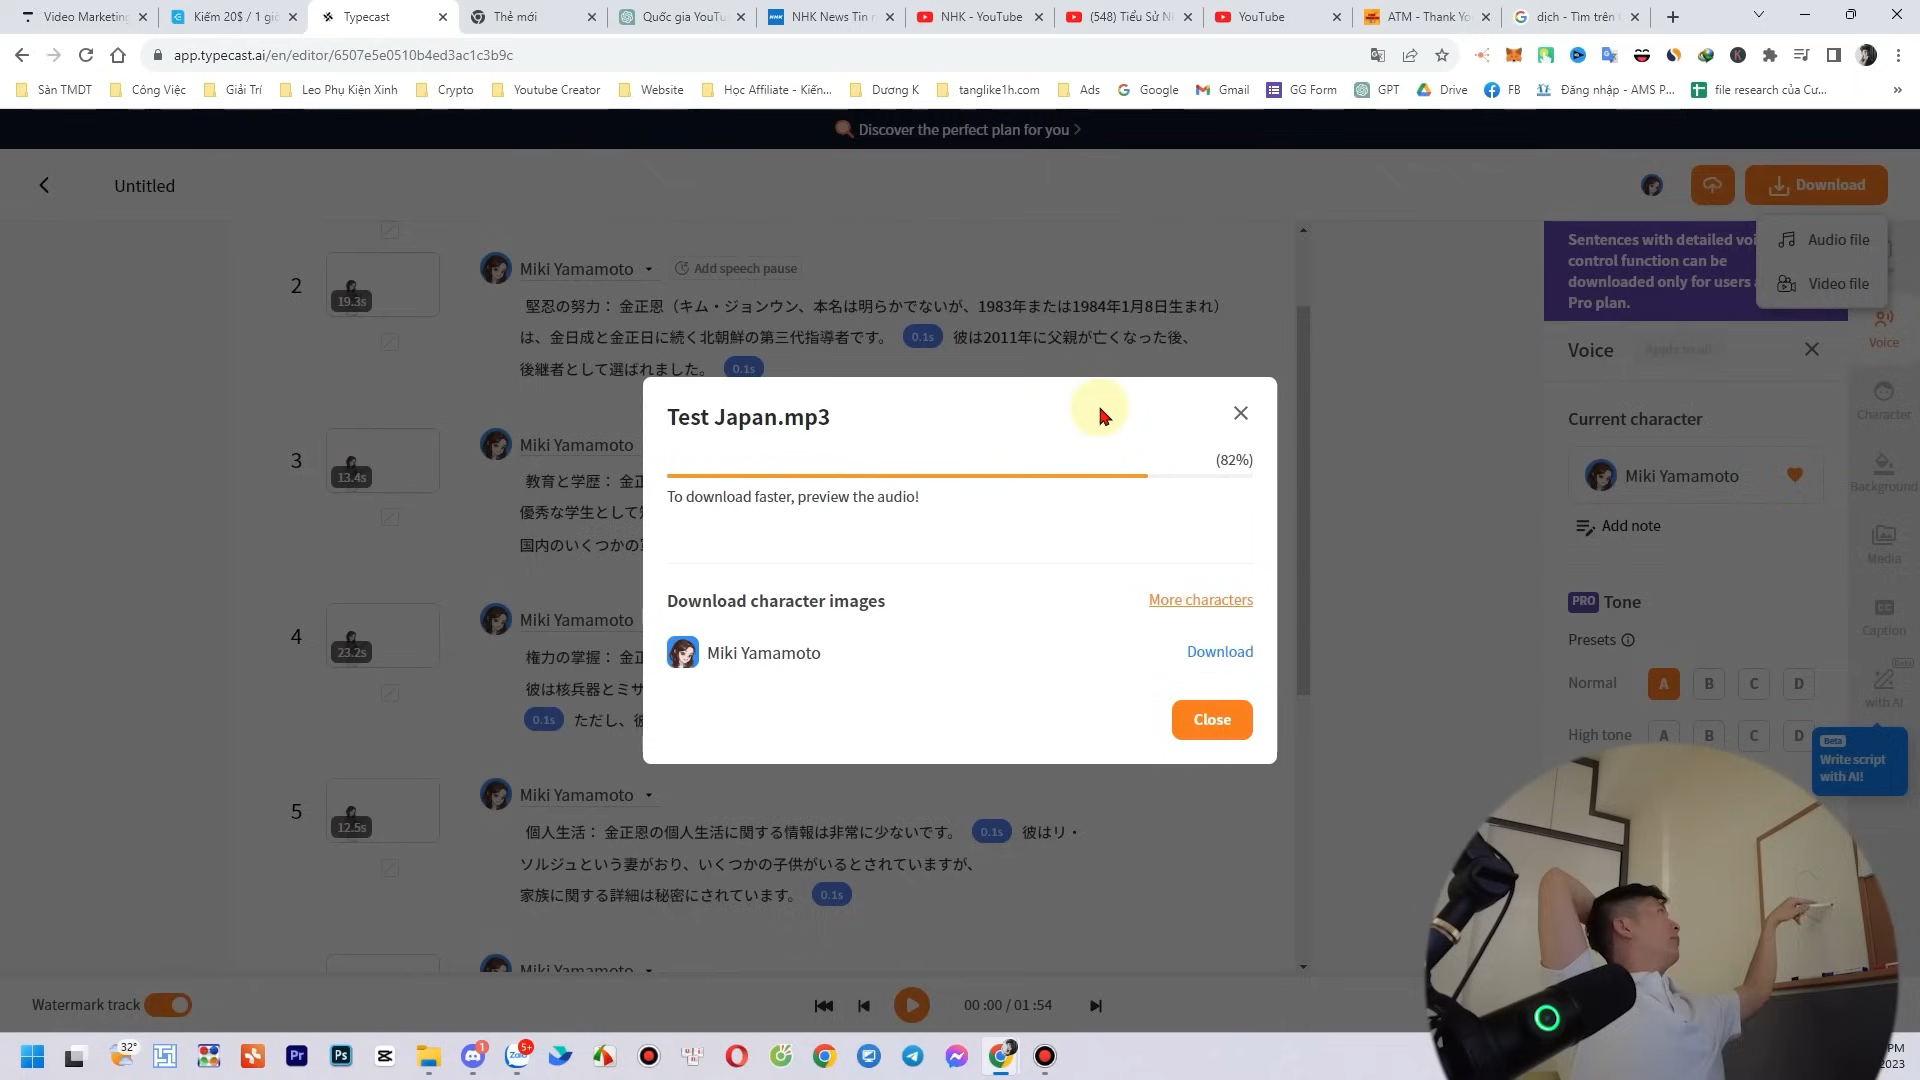 Video Marketing
Kiếm 20$ / 1 giờ
Typecast
Thẻ mới
Quốc gia YouTu
NHK News Tin n
NHK - YouTube
(548) Tiểu Sử N
YouTube
ATM - Thank Yo
dịch - Tìm trên
app.typecast.ai/en/editor/6507e5e0510b4ed3ac1c3b9c
Sàn TMDT
Công Việc
Giải Trí
Leo Phụ Kiện Xinh
Crypto
Youtube Creator
Website
Học Affiliate - Kiến...
Dương K
tanglike1h.com
Ads
Google
Gmail
GG Form
GPT
Drive
FB
Đăng nhập - AMS P...
file research của Cư...
Discover the perfect plan for you
Untitled
Download
Audio file
Video file
Sentences with detailed voi
control function can be
downloaded only for users
Pro plan.
2
19.3s
Miki Yamamoto
Add speech pause
堅忍の努力： 金正恩（キム・ジョンウン、本名は明らかでないが、1983年または1984年1月8日生まれ）
は、金日成と金正日に続く北朝鮮の第三代指導者です。 0.1s 彼は2011年に父親が亡くなった後、
後継者として選ばれました。 0.1s
3
13.4s
Miki Yamamoto
教育と学歴： 金正
優秀な学生として
国内のいくつかの
4
23.2s
Miki Yamamoto
権力の掌握： 金正
彼は核兵器とミサ
0.1s ただし、彼
5
12.5s
Miki Yamamoto
個人生活： 金正恩の個人生活に関する情報は非常に少ないです。 0.1s 彼はリ・
ソルジュという妻がおり、いくつかの子供がいるとされていますが、
家族に関する詳細は秘密にされています。 0.1s
Miki Yamamoto
Test Japan.mp3
(82%)
To download faster, preview the audio!
Download character images
More characters
Miki Yamamoto
Download
Close
Voice
Apply to all
Current character
Miki Yamamoto
Add note
PRO Tone
Presets
Normal
A B C D
High tone
A B C D
Voice
Character
Background
Media
Caption
Beta
with AI
Beta
Write script
with AI!
Watermark track
00 :00 / 01 :54
32°
Pr
Ps
1
Zalo
5+
PM
2023